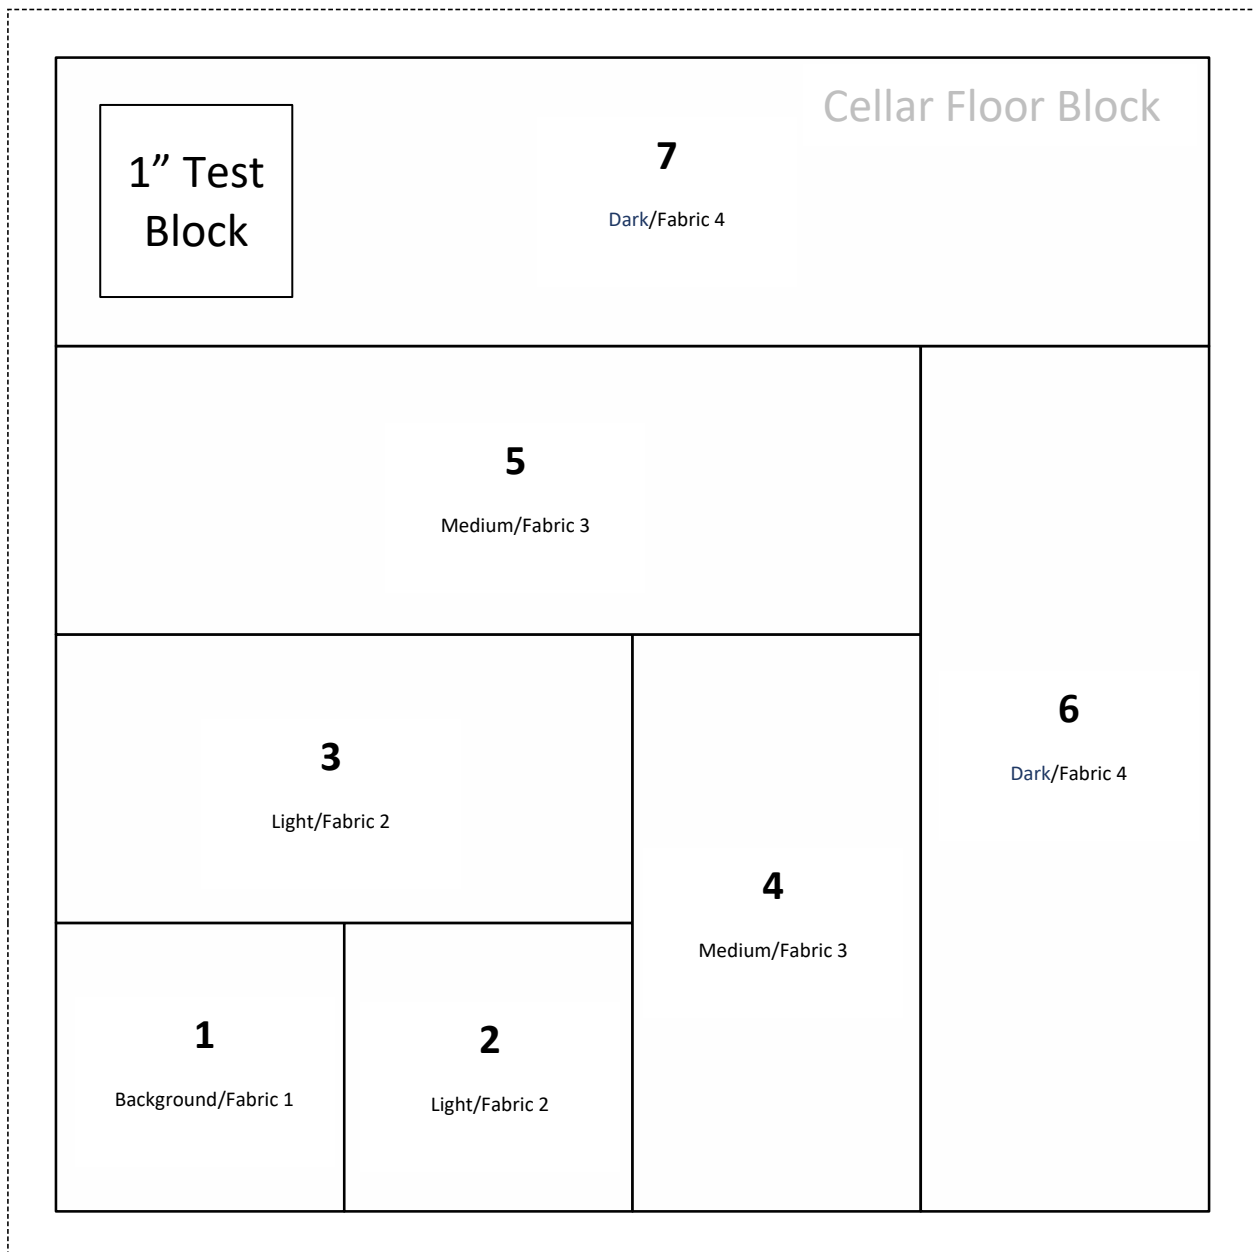 Cellar Floor Block
1” Test
Block
7
Dark/Fabric 4
5
Medium/Fabric 3
3
Light/Fabric 2
4
Medium/Fabric 3
6
Dark/Fabric 4
1
Background/Fabric 1
2
Light/Fabric 2